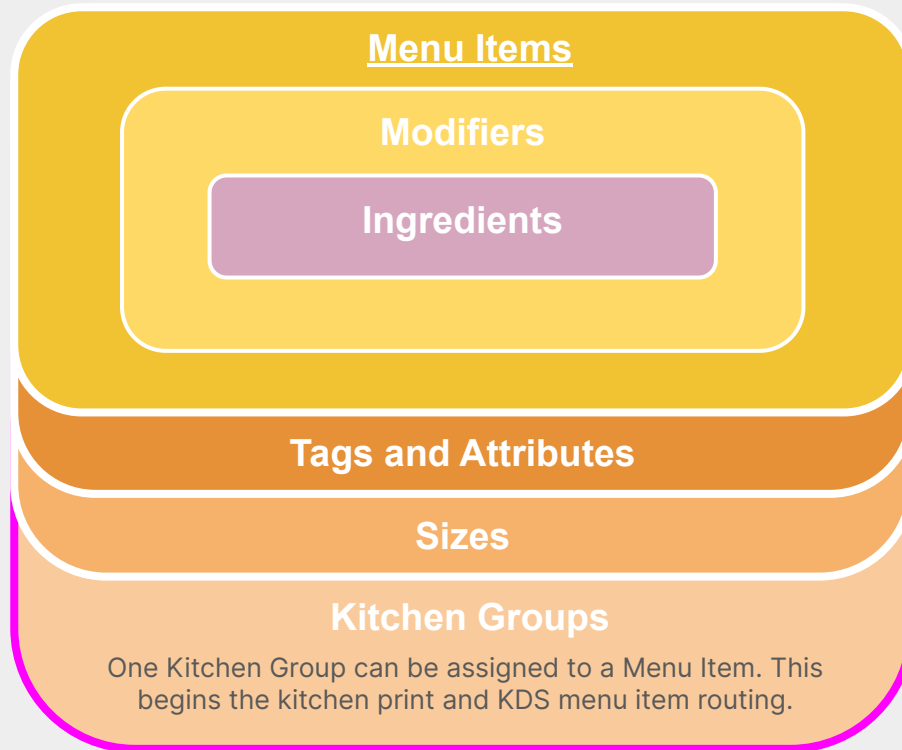 Menu Items
Modifiers
Ingredients
Tags and Attributes
Sizes
Kitchen Groups
One Kitchen Group can be assigned to a Menu Item. This
begins the kitchen print and KDS menu item routing.